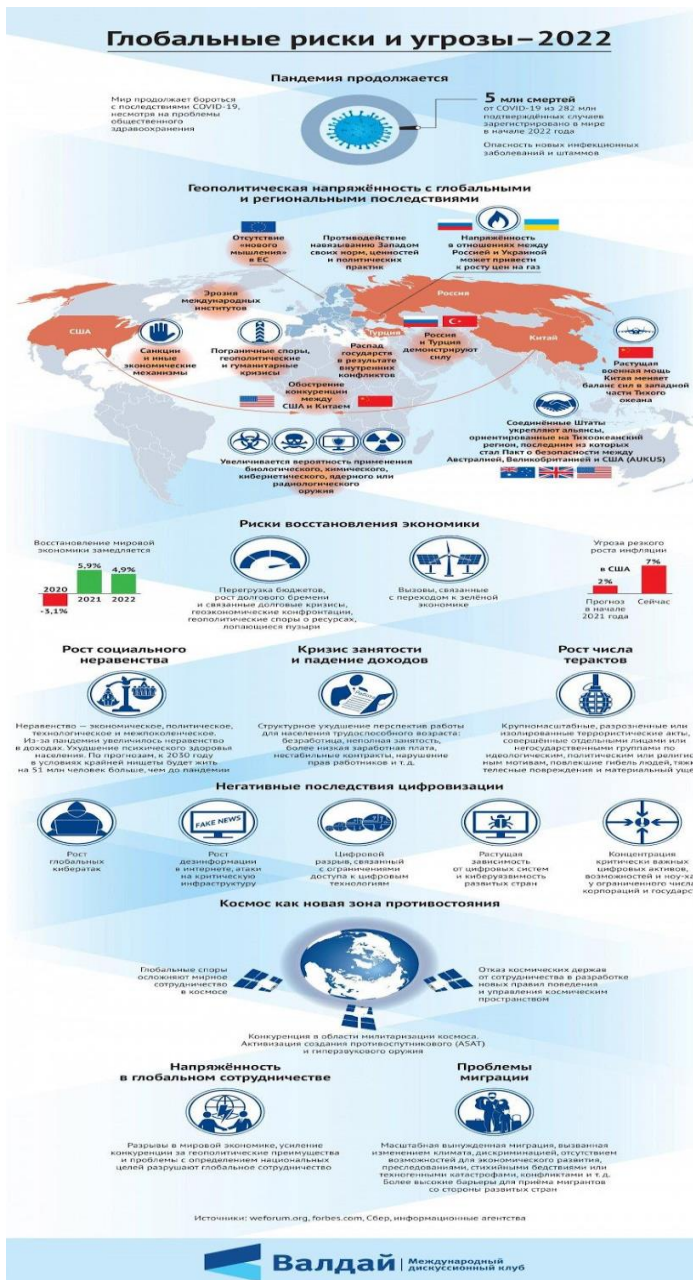 Глобальные риски и угрозы–2022
Пандемия продолжается
Мир продолжает бороться
с последствиями COVID-19,
несмотря на проблемы
общественного
здравоохранения
5 млн смертей
от COVID-19 из 282 млн
подтверждённых случаев
зарегистрировано в мире
в начале 2022 года
Опасность новых инфекционных
заболеваний и штаммов
Геополитическая напряжённость с глобальными
и региональными последствиями
Отсутствие
«нового
мышления»
в ЕС
Противодействие
навязыванию Западом
своих норм, ценностей
и политических
практик
Напряжённость
в отношениях между
Россией и Украиной
может привести
к росту цен на газ
Эрозия
международных
институтов
Россия
США
Турция
Китай
Санкции
и иные
экономические
механизмы
Пограничные споры,
геополитические
и гуманитарные
кризисы
Распад
государств
в результате
внутренних
конфликтов
Россия
и Турция
демонстрируют
силу
Растущая
военная мощь
Китая меняет
баланс сил в западной
части Тихого
океана
Обострение
конкуренции
между
США и Китаем
Соединённые Штаты
укрепляют альянсы,
ориентированные на Тихоокеанский
регион, последним из которых
стал Пакт о безопасности между
Австралией, Великобританией и США (AUKUS)
Увеличивается вероятность применения
биологического, химического,
кибернетического, ядерного или
радиологического
оружия
Риски восстановления экономики
Восстановление мировой
экономики замедляется
5,9%
4,9%
2020
2021
2022
-3,1%
Перегрузка бюджетов,
рост долгового бремени
и связанные долговые кризисы,
геоэкономические конфронтации,
геополитические споры о ресурсах,
лопающиеся пузыри
Вызовы, связанные
с переходом к зелёной
экономике
Угроза резкого
роста инфляции
в США
7%
2%
Прогноз
в начале
2021 года
Сейчас
Рост социального
неравенства
Неравенство — экономическое, политическое,
технологическое и межпоколенческое.
Из-за пандемии увеличилось неравенство
в доходах. Ухудшение психического здоровья
населения. По прогнозам, к 2030 году
в условиях крайней нищеты будет жить
на 51 млн человек больше, чем до пандемии
Кризис занятости
и падение доходов
Структурное ухудшение перспектив работы
для населения трудоспособного возраста:
безработица, неполная занятость,
более низкая заработная плата,
нестабильные контракты, нарушение
прав работников и т.д.
Рост числа
терактов
Крупномасштабные, разрозненные или
изолированные террористические акты,
совершённые отдельными лицами или
негосударственными группами по
идеологическим, политическим или религиоз
ным мотивам, повлекшие гибель людей, тяжк
телесные повреждения и материальный ущер
Негативные последствия цифровизации
FAKE NEWS
Рост
глобальных
кибератак
Рост
дезинформации
в интернете, атаки
на критическую
инфраструктуру
Цифровой
разрыв, связанный
с ограничениями
доступа к цифровым
технологиям
Растущая
зависимость
от цифровых систем
и киберуязвимость
развитых стран
Концентрация
критически важных
цифровых активов,
возможностей и ноу-ха
у ограниченного числа
корпораций и государст
Космос как новая зона противостояния
Глобальные споры
осложняют мирное
сотрудничество
в космосе
Отказ космических держав
от сотрудничества в разработке
новых правил поведения
и управления космическим
пространством
Конкуренция в области милитаризации космоса.
Активизация создания противоспутникового (ASAT)
и гиперзвукового оружия
Напряжённость
в глобальном сотрудничестве
Разрывы в мировой экономике, усиление
конкуренции за геополитические преимущества
и проблемы с определением национальных
целей разрушают глобальное сотрудничество
Проблемы
миграции
Масштабная вынужденная миграция, вызванная
изменением климата, дискриминацией, отсутствием
возможностей для экономического развития,
преследованиями, стихийными бедствиями или
техногенными катастрофами, конфликтами и т.д.
Более высокие барьеры для приёма мигрантов
со стороны развитых стран
Источники: weforum.org, forbes.com, Сбер, информационные агентства
Валдай
Международный
дискуссионный клуб